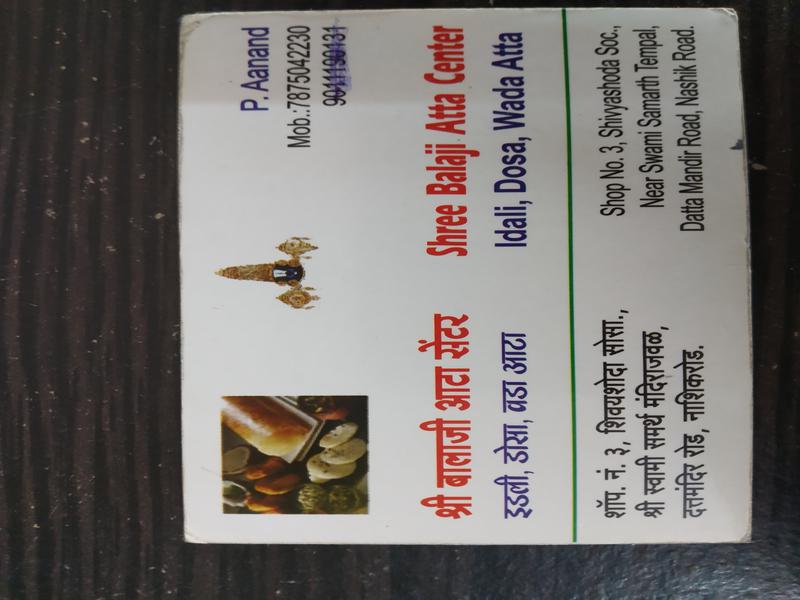 P. Aanand
Mob.:7875042230
श्री बालाजी आटा सेंटर
Shree Balaji Atta Center
इडली, डोसा, वडा आटा
Idali, Dosa, Wada Atta
शॉप. नं. ३, शिवयशोदा सोसा.,
श्री स्वामी समर्थ मंदिराजवळ,
दत्तमंदिर रोड, नाशिकरोड.
Shop No. 3, Shivyashoda Soc.,
Near Swami Samarth Tempal,
Datta Mandir Road, Nashik Road.